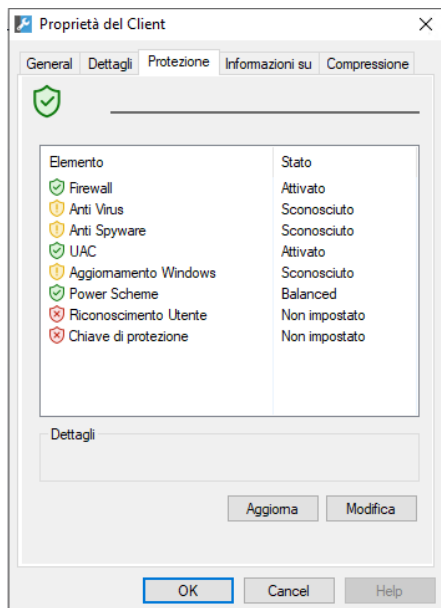 Proprietà del Client
General Dettagli Protezione Informazioni su Compressione
Elemento Stato
Firewall Attivato
Anti Virus Sconosciuto
Anti Spyware Sconosciuto
UAC Attivato
Aggiornamento Windows Sconosciuto
Power Scheme Balanced
Riconoscimento Utente Non impostato
Chiave di protezione Non impostato
Dettagli
Aggiorna Modifica
OK Cancel Help